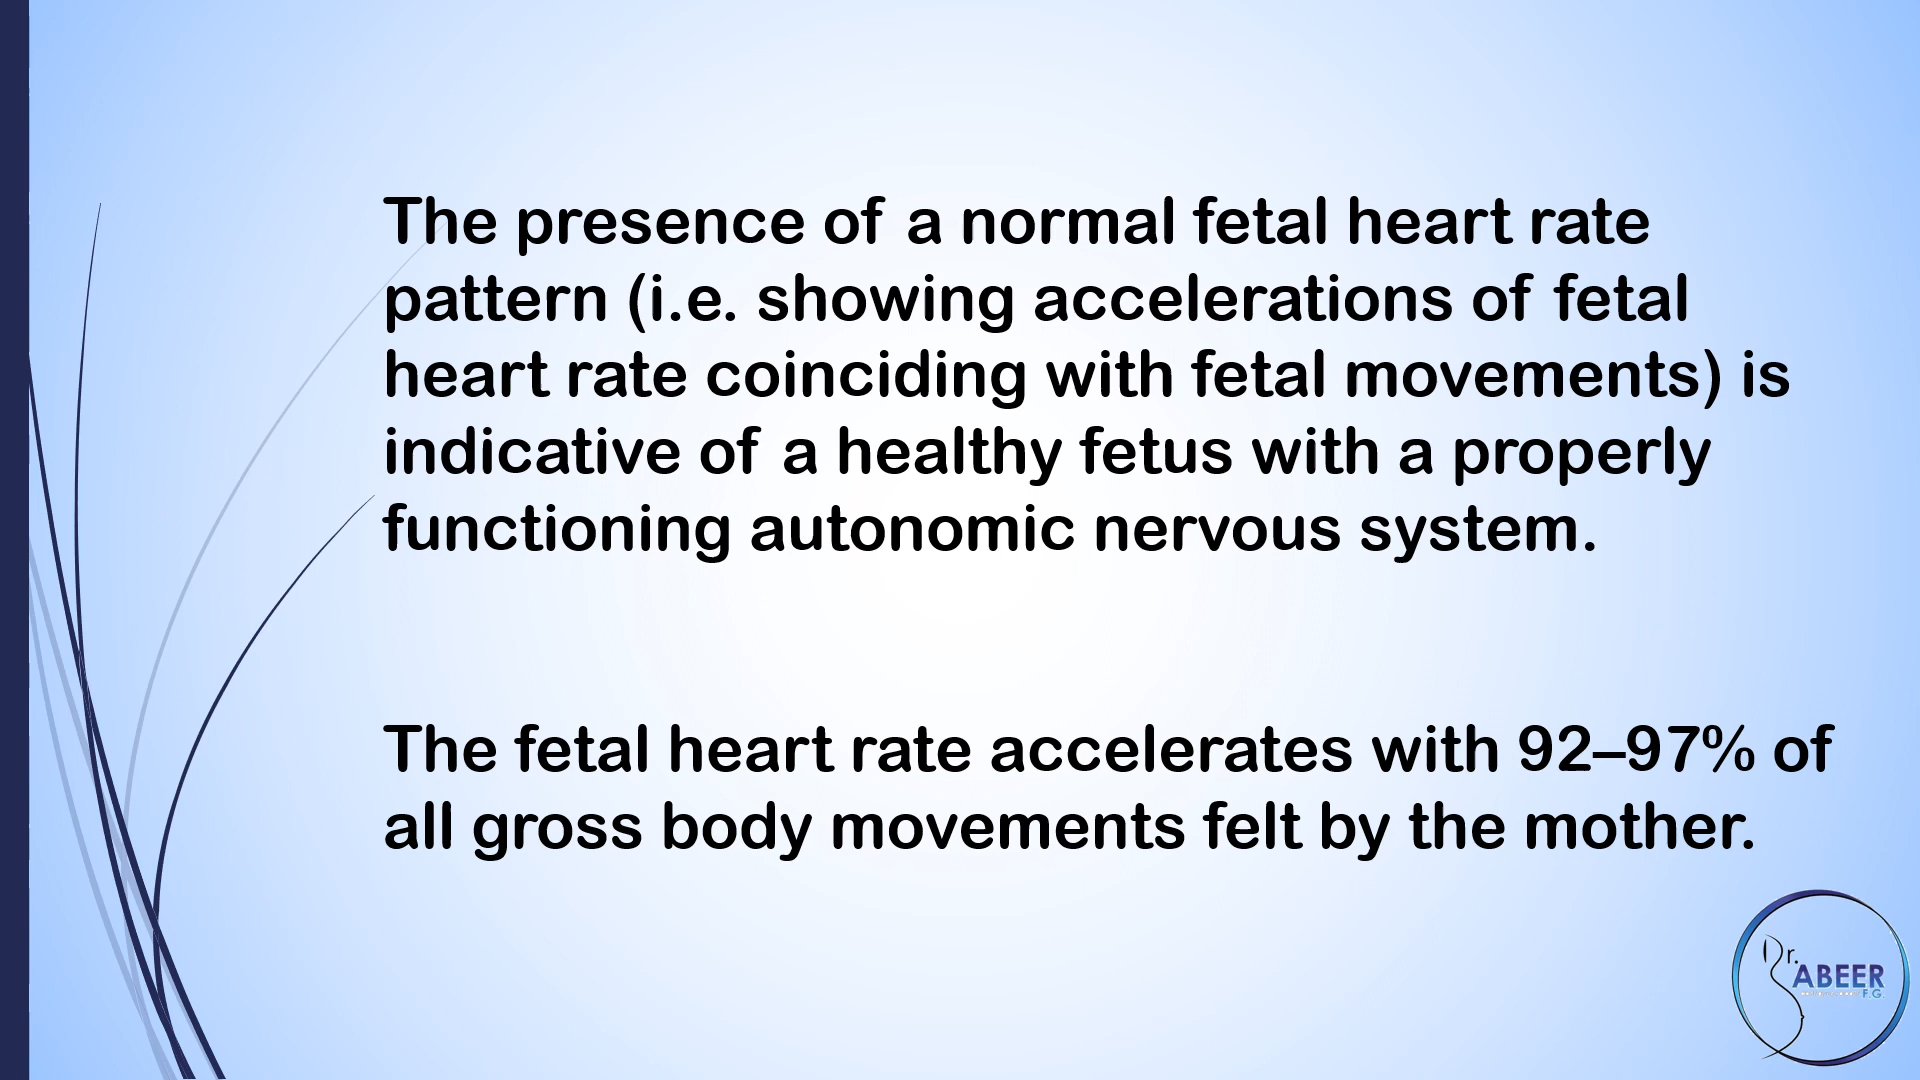 The presence of a normal fetal heart rate
pattern (i.e. showing accelerations of fetal
heart rate coinciding with fetal movements) is
indicative of a healthy fetus with a properly
functioning autonomic nervous system.
The fetal heart rate accelerates with 92–97% of
all gross body movements felt by the mother.
Dr.
ABEER
F.G.